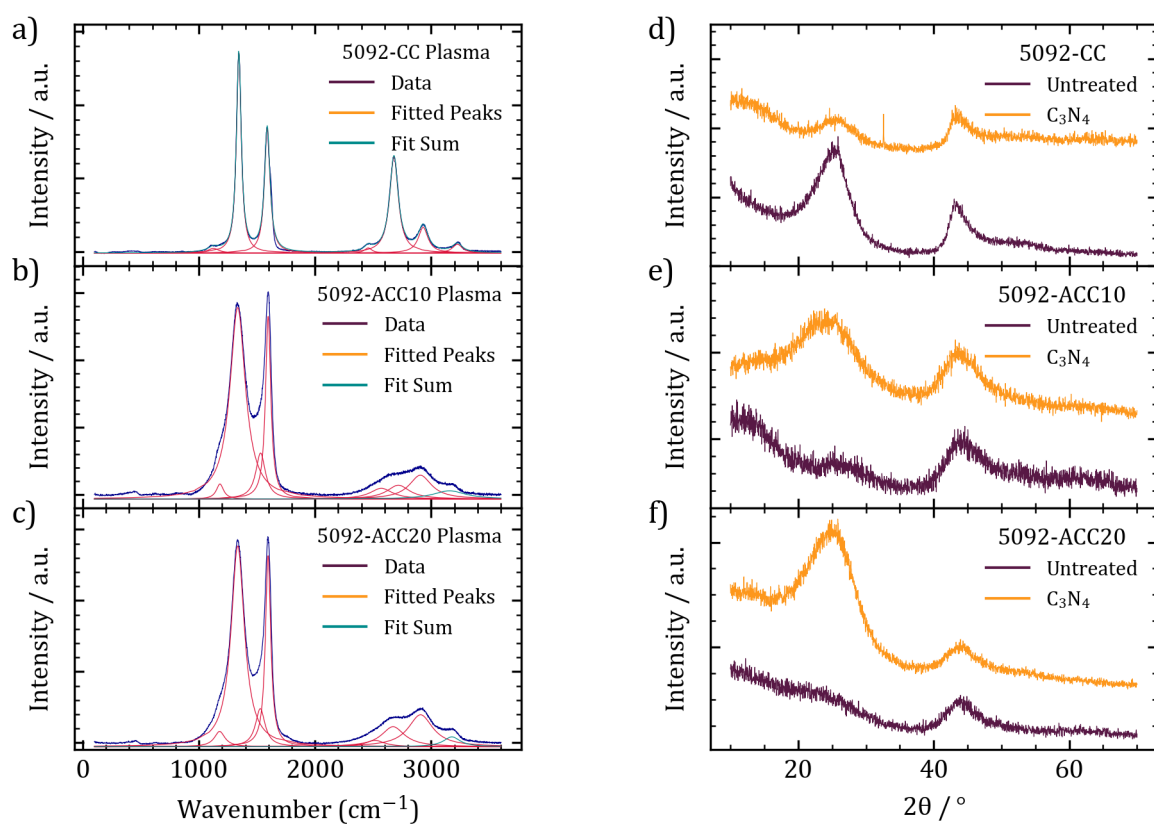 a)
Intensity / a.u.
5092-CC Plasma
Data
Fitted Peaks
Fit Sum
b)
Intensity / a.u.
5092-ACC10 Plasma
Data
Fitted Peaks
Fit Sum
c)
Intensity / a.u.
5092-ACC20 Plasma
Data
Fitted Peaks
Fit Sum
0 1000 2000 3000
Wavenumber (cm⁻¹)
d)
Intensity / a.u.
5092-CC
Untreated
C₃N₄
e)
Intensity / a.u.
5092-ACC10
Untreated
C₃N₄
f)
Intensity / a.u.
5092-ACC20
Untreated
C₃N₄
20 40 60
2θ / °